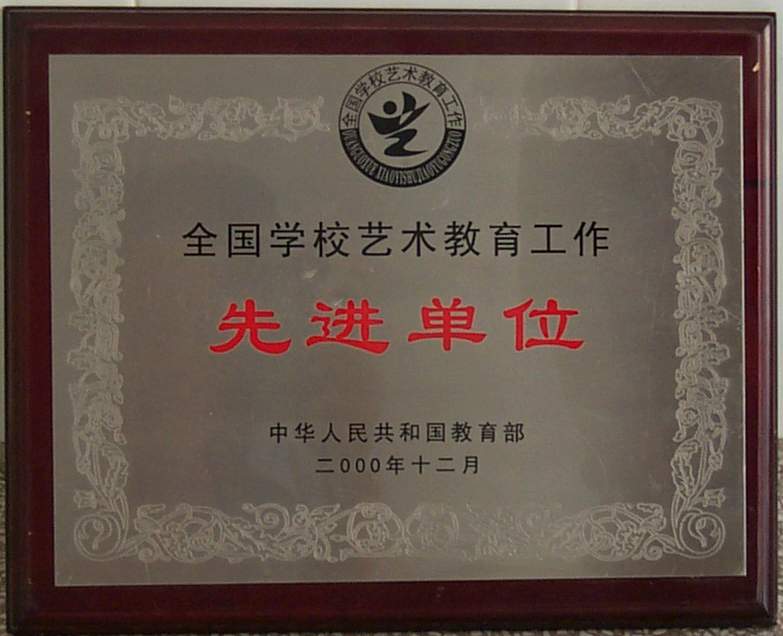 全国学校艺术教育工作
QUANGUOXUEXIAOYISHUJIAOYUGONGZUO
全国学校艺术教育工作
先进单位
中华人民共和国教育部
二000年十二月